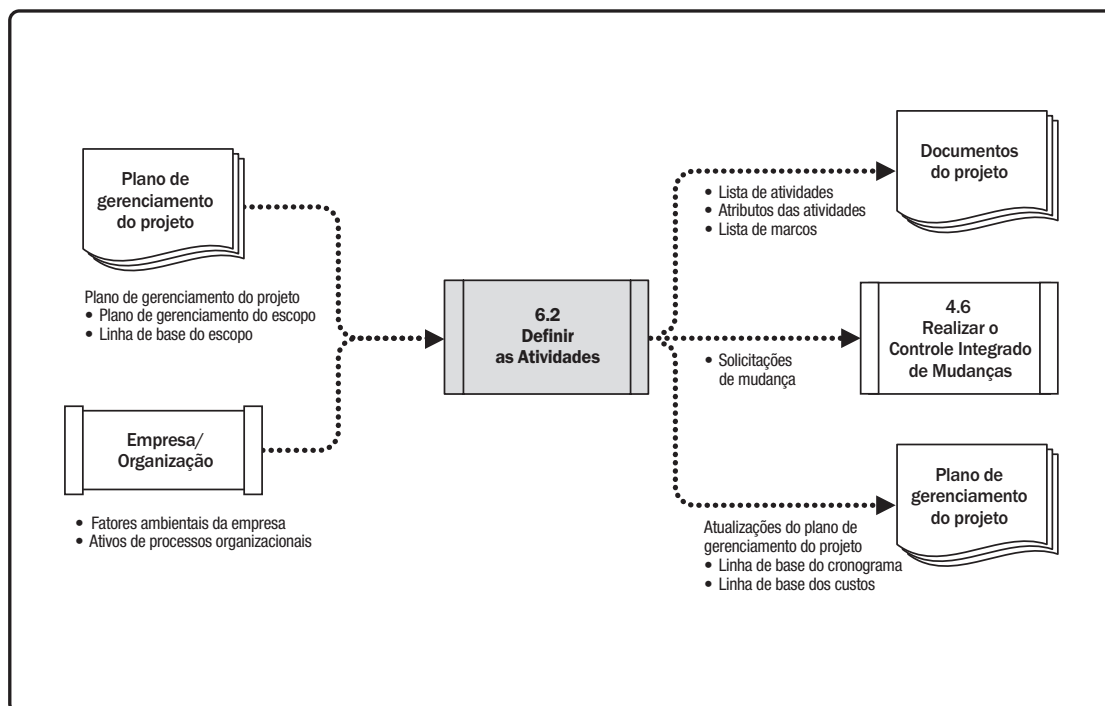 Plano de
gerenciamento
do projeto
Plano de gerenciamento do projeto
• Plano de gerenciamento do escopo
• Linha de base do escopo
Empresa/
Organização
• Fatores ambientais da empresa
• Ativos de processos organizacionais
6.2
Definir
as Atividades
• Lista de atividades
• Atributos das atividades
• Lista de marcos
Documentos
do projeto
• Solicitações
de mudança
4.6
Realizar o
Controle Integrado
de Mudanças
Atualizações do plano de
gerenciamento do projeto
• Linha de base do cronograma
• Linha de base dos custos
Plano de
gerenciamento
do projeto